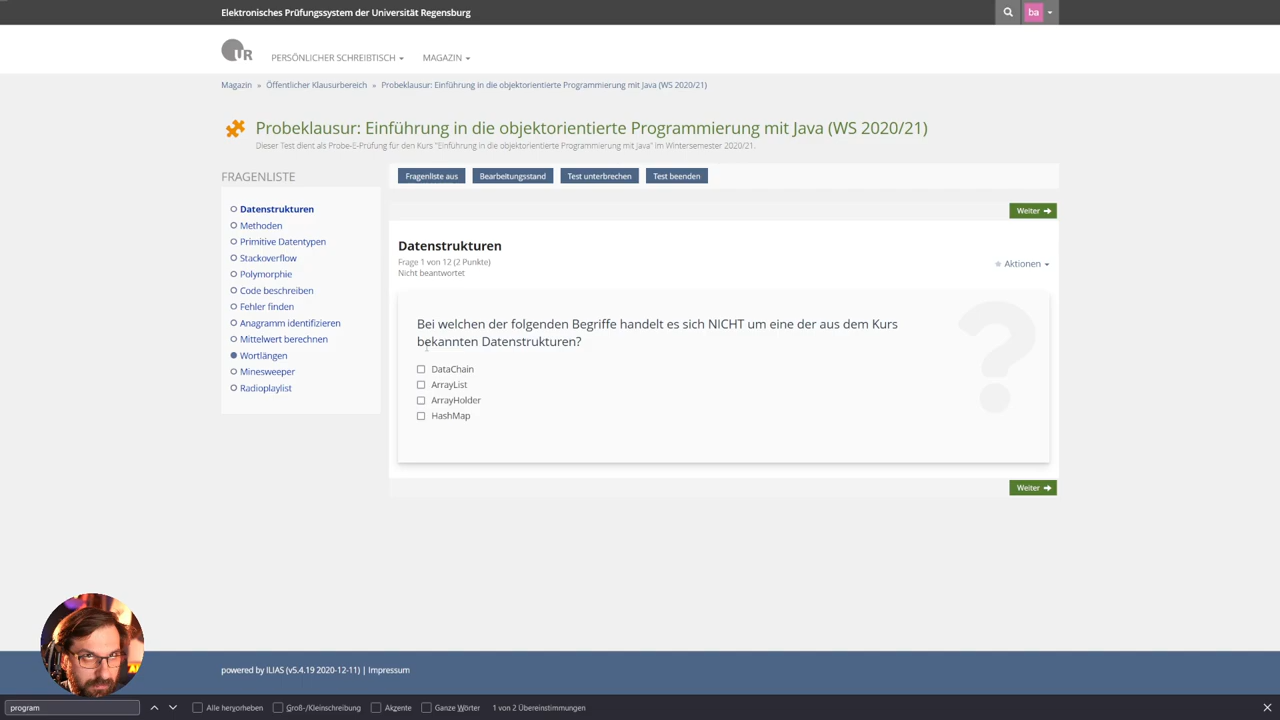 Elektronisches Prüfungssystem der Universität Regensburg
ba
UR
PERSÖNLICHER SCHREIBTISCH
MAGAZIN
Magazin » Öffentlicher Klausurbereich » Probeklausur: Einführung in die objektorientierte Programmierung mit Java (WS 2020/21)
Probeklausur: Einführung in die objektorientierte Programmierung mit Java (WS 2020/21)
Dieser Test dient als Probe-E-Prüfung für den Kurs "Einführung in die objektorientierte Programmierung mit Java" im Wintersemester 2020/21.
FRAGENLISTE
Datenstrukturen
Methoden
Primitive Datentypen
Stackoverflow
Polymorphie
Code beschreiben
Fehler finden
Anagramm identifizieren
Mittelwert berechnen
Wortlängen
Minesweeper
Radioplaylist
Fragenliste aus
Bearbeitungsstand
Test unterbrechen
Test beenden
Weiter
Datenstrukturen
Frage 1 von 12 (2 Punkte)
Nicht beantwortet
Aktionen
Bei welchen der folgenden Begriffe handelt es sich NICHT um eine der aus dem Kurs
bekannten Datenstrukturen?
DataChain
ArrayList
ArrayHolder
HashMap
?
Weiter
powered by ILIAS (v5.4.19 2020-12-11) | Impressum
program
Alle hervorheben
Groß-/Kleinschreibung
Akzente
Ganze Wörter
1 von 2 Übereinstimmungen